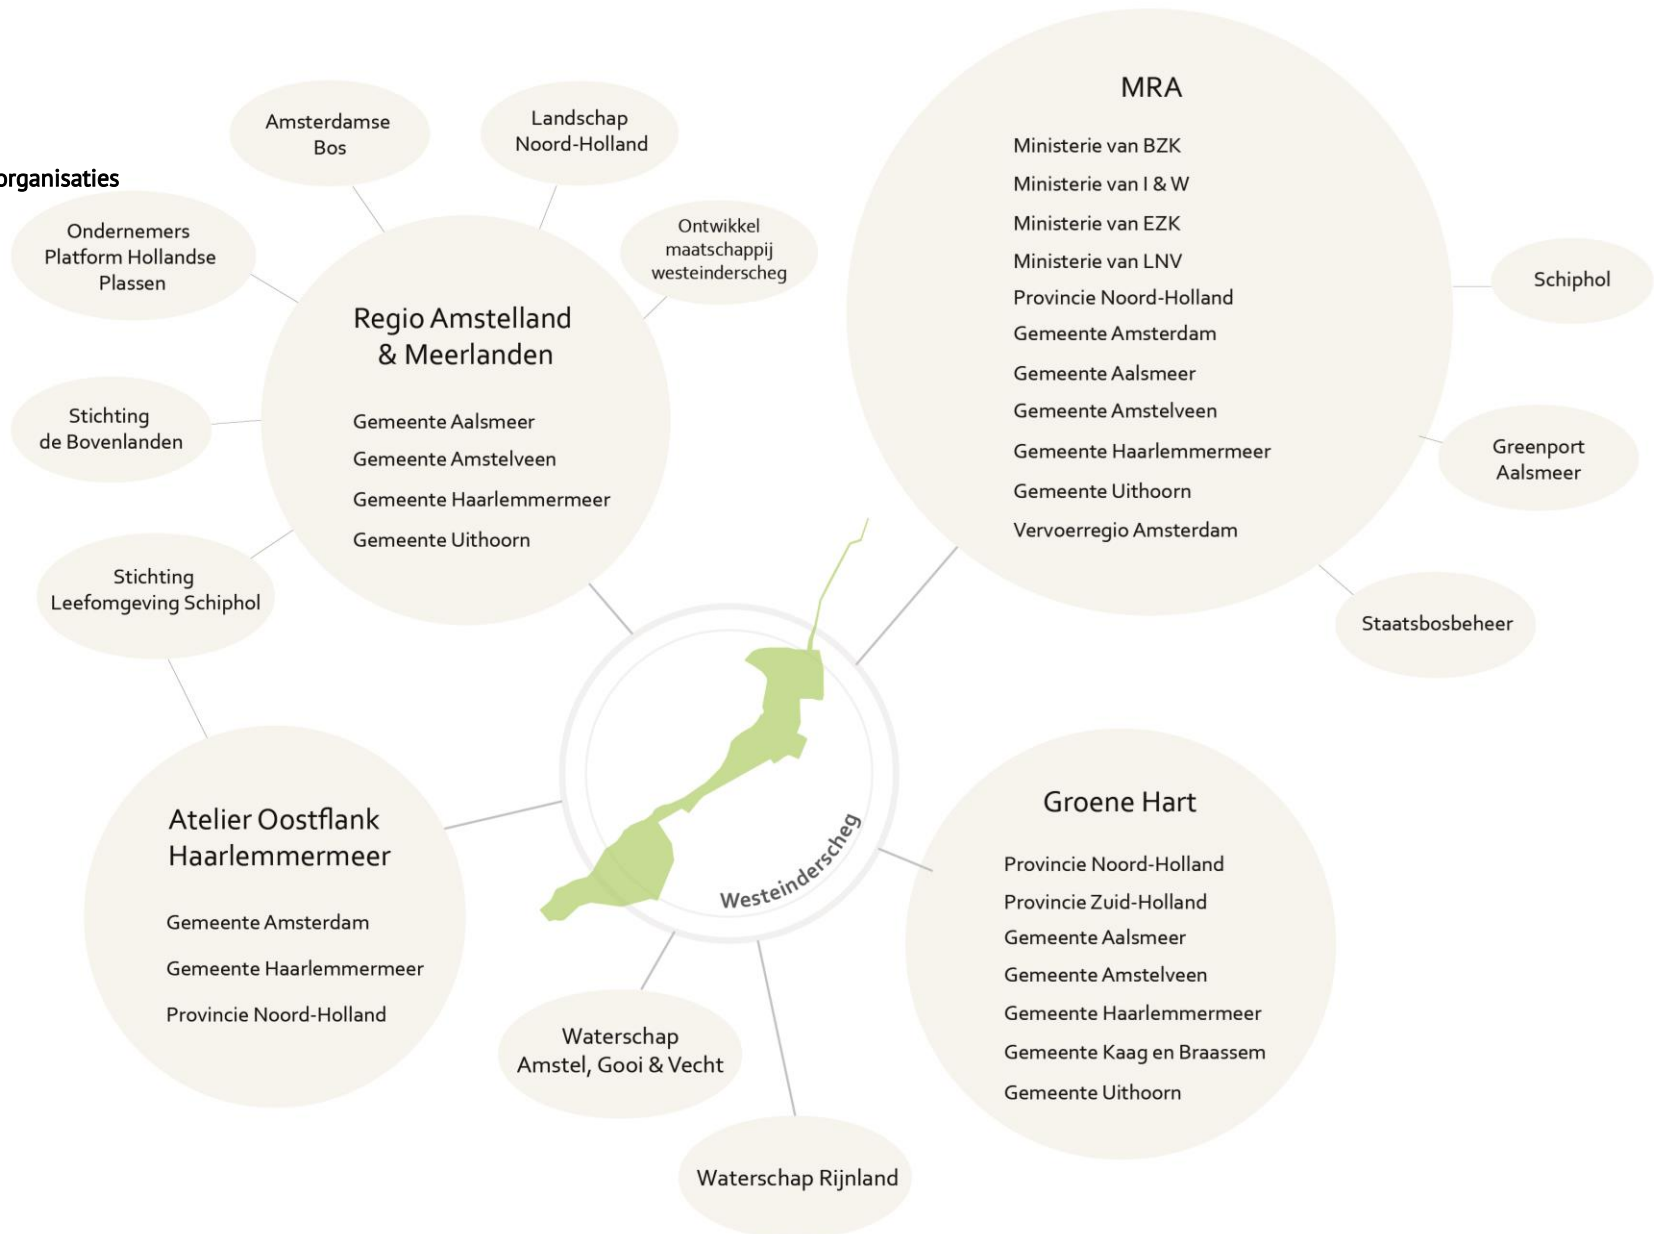 organisaties
Amsterdamse
Bos
Landschap
Noord-Holland
Ondernemers
Platform Hollandse
Plassen
Ontwikkel
maatschappij
westeinderscheg
Stichting
de Bovenlanden
Stichting
Leefomgeving Schiphol
Regio Amstelland
& Meerlanden
Gemeente Aalsmeer
Gemeente Amstelveen
Gemeente Haarlemmermeer
Gemeente Uithoorn
MRA
Ministerie van BZK
Ministerie van I & W
Ministerie van EZK
Ministerie van LNV
Provincie Noord-Holland
Gemeente Amsterdam
Gemeente Aalsmeer
Gemeente Amstelveen
Gemeente Haarlemmermeer
Gemeente Uithoorn
Vervoerregio Amsterdam
Schiphol
Greenport
Aalsmeer
Staatsbosbeheer
Atelier Oostflank
Haarlemmermeer
Gemeente Amsterdam
Gemeente Haarlemmermeer
Provincie Noord-Holland
Westeinderscheg
Groene Hart
Provincie Noord-Holland
Provincie Zuid-Holland
Gemeente Aalsmeer
Gemeente Amstelveen
Gemeente Haarlemmermeer
Gemeente Kaag en Braassem
Gemeente Uithoorn
Waterschap
Amstel, Gooi & Vecht
Waterschap Rijnland